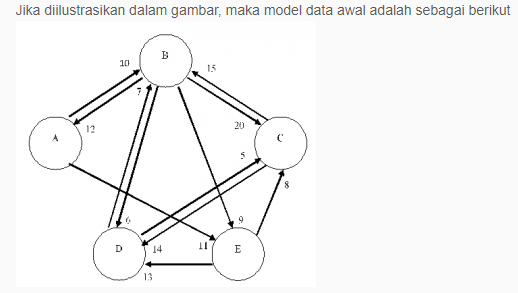 Jika diilustrasikan dalam gambar, maka model data awal adalah sebagai berikut
B
10
15
7
12
20
A
C
5
8
6
9
D
14
11
E
13